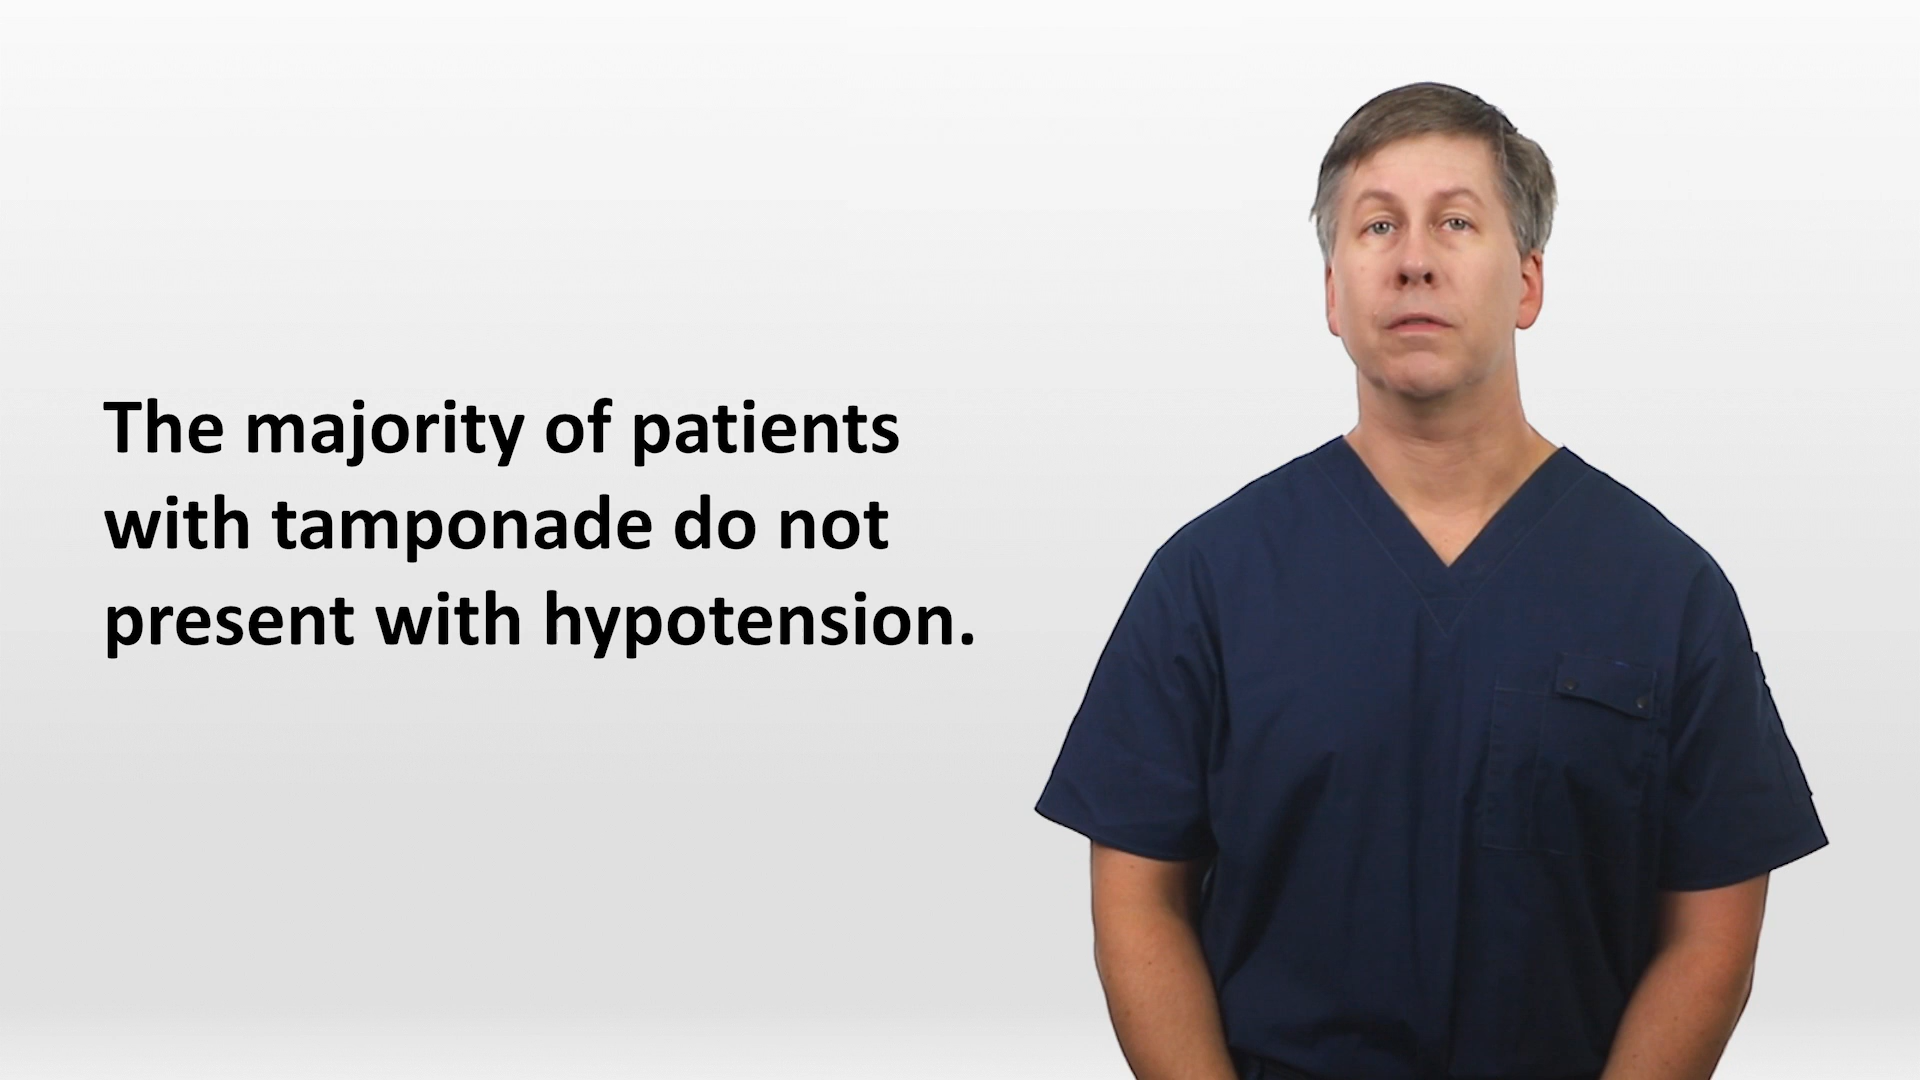 The majority of patients
with tamponade do not
present with hypotension.